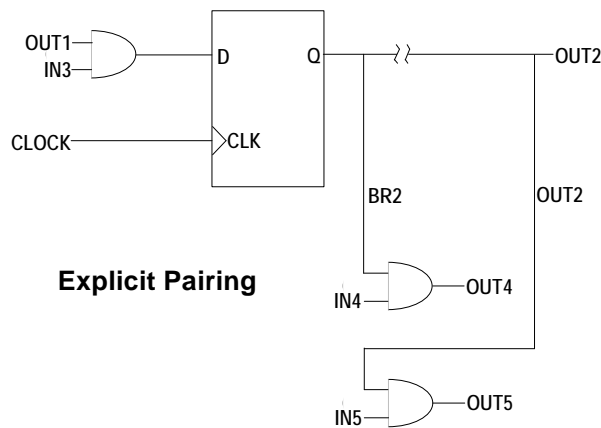 OUT1
IN3
D
Q
OUT2
CLOCK
CLK
BR2
OUT2
Explicit Pairing
IN4
OUT4
IN5
OUT5